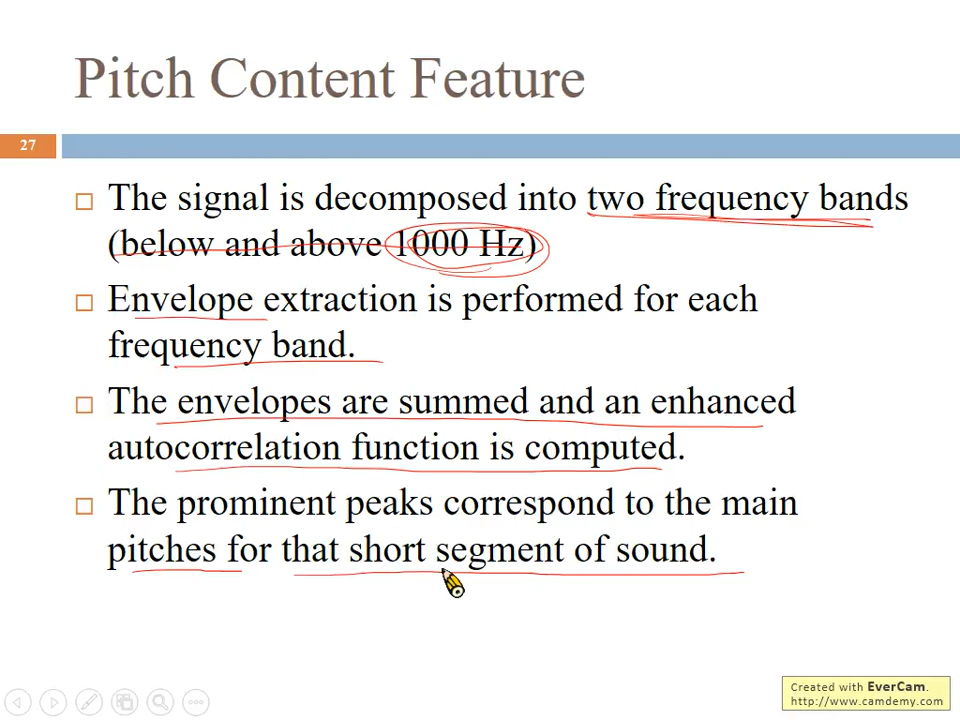 Pitch Content Feature
27
The signal is decomposed into two frequency bands
(below and above 1000 Hz)
Envelope extraction is performed for each
frequency band.
The envelopes are summed and an enhanced
autocorrelation function is computed.
The prominent peaks correspond to the main
pitches for that short segment of sound.
Created with EverCam.
http://www.camdemy.com